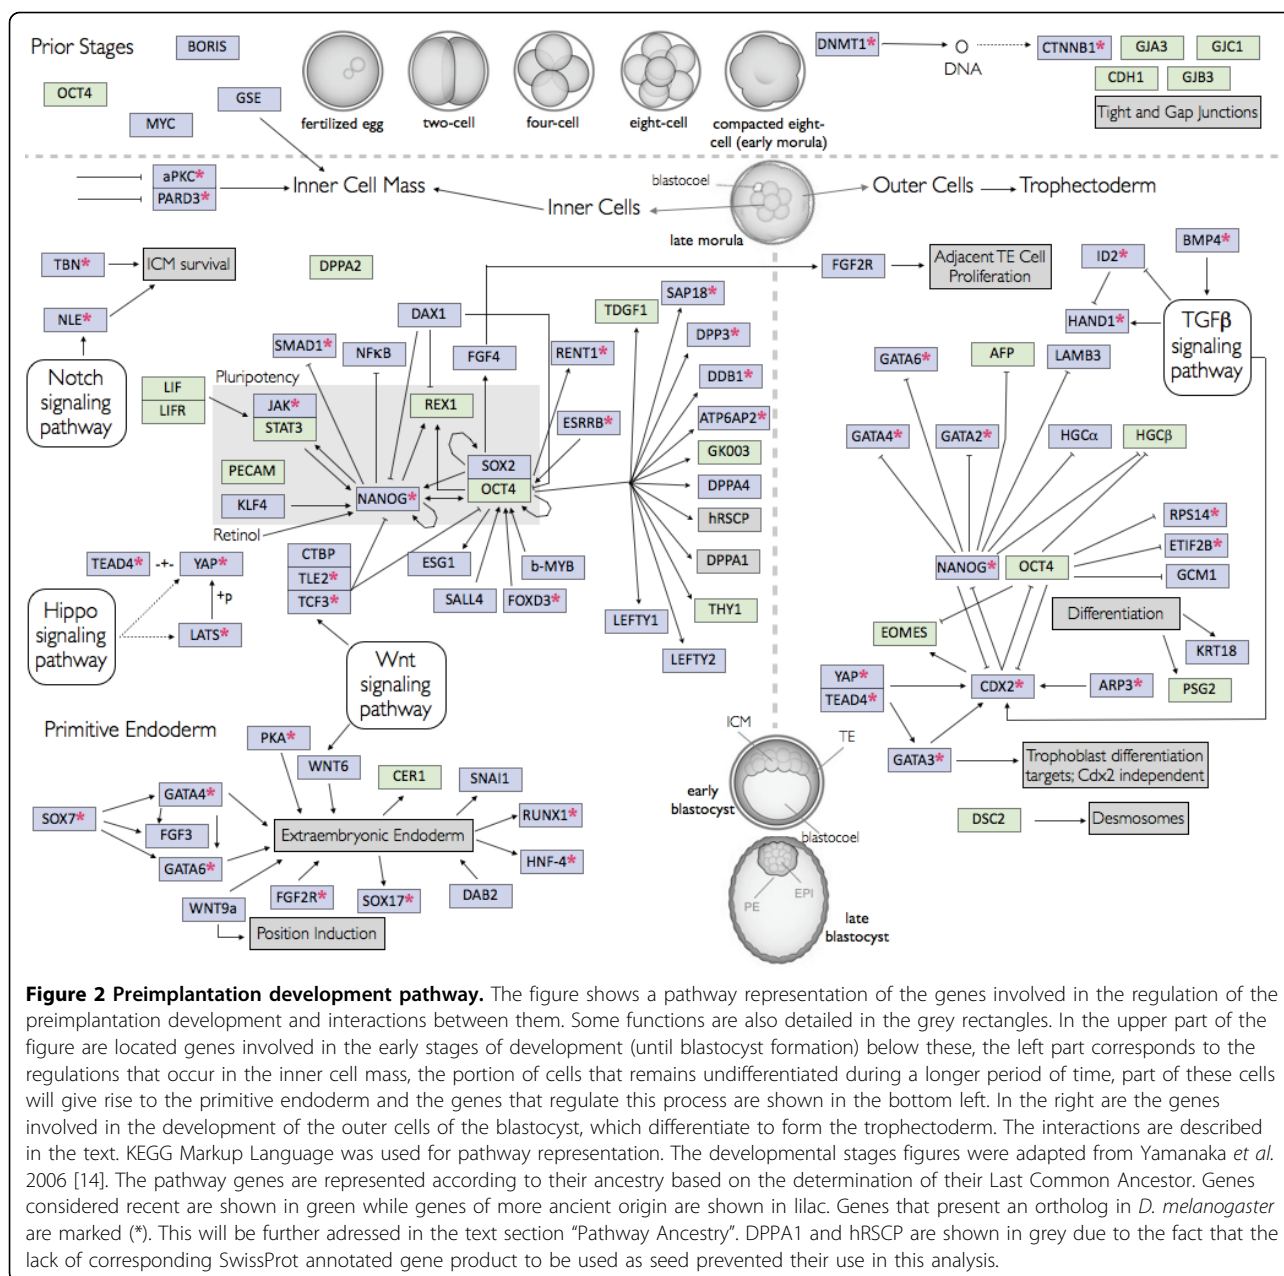 Prior Stages
BORIS
OCT4
GSE
MYC
fertilized egg
two-cell
four-cell
eight-cell
compacted eight-
cell (early morula)
DNMT1*
DNA
CTNNB1*
GJA3
GJC1
CDH1
GJB3
Tight and Gap Junctions
aPKC*
PARD3*
Inner Cell Mass
Inner Cells
blastocoel
late morula
Outer Cells
Trophectoderm
TBN*
ICM survival
DPPA2
NLE*
Notch
signaling
pathway
SMAD1*
NFκB
DAX1
FGF4
RENT1*
TDGF1
SAP18*
DPP3*
DDB1*
ATP6AP2*
GK003
DPPA4
hRSCP
DPPA1
THY1
LEFTY1
LEFTY2
FGF2R
Adjacent TE Cell
Proliferation
LIF
LIFR
Pluripotency
JAK*
STAT3
REX1
ESRRB*
PECAM
KLF4
NANOG*
SOX2
OCT4
Retinol
CTBP
TLE2*
TCF3*
ESG1
SALL4
FOXD3*
b-MYB
TEAD4*
-+-
YAP*
+p
LATS*
Hippo
signaling
pathway
Wnt
signaling
pathway
BMP4*
ID2*
HAND1*
TGFβ
signaling
pathway
GATA6*
AFP
LAMB3
GATA4*
GATA2*
HGCα
HGCβ
RPS14*
ETIF2B*
GCM1
NANOG*
OCT4
Differentiation
KRT18
PSG2
EOMES
YAP*
TEAD4*
CDX2*
ARP3*
GATA3*
Trophoblast differentiation
targets; Cdx2 independent
DSC2
Desmosomes
Primitive Endoderm
PKA*
WNT6
CER1
SNAI1
SOX7*
GATA4*
FGF3
GATA6*
Extraembryonic Endoderm
RUNX1*
HNF-4*
WNT9a
FGF2R*
SOX17*
DAB2
Position Induction
ICM
TE
early
blastocyst
blastocoel
EPI
PE
late
blastocyst
Figure 2 Preimplantation development pathway. The figure shows a pathway representation of the genes involved in the regulation of the
preimplantation development and interactions between them. Some functions are also detailed in the grey rectangles. In the upper part of the
figure are located genes involved in the early stages of development (until blastocyst formation) below these, the left part corresponds to the
regulations that occur in the inner cell mass, the portion of cells that remains undifferentiated during a longer period of time, part of these cells
will give rise to the primitive endoderm and the genes that regulate this process are shown in the bottom left. In the right are the genes
involved in the development of the outer cells of the blastocyst, which differentiate to form the trophectoderm. The interactions are described
in the text. KEGG Markup Language was used for pathway representation. The developmental stages figures were adapted from Yamanaka et al.
2006 [14]. The pathway genes are represented according to their ancestry based on the determination of their Last Common Ancestor. Genes
considered recent are shown in green while genes of more ancient origin are shown in lilac. Genes that present an ortholog in D. melanogaster
are marked (*). This will be further adressed in the text section “Pathway Ancestry”. DPPA1 and hRSCP are shown in grey due to the fact that the
lack of corresponding SwissProt annotated gene product to be used as seed prevented their use in this analysis.